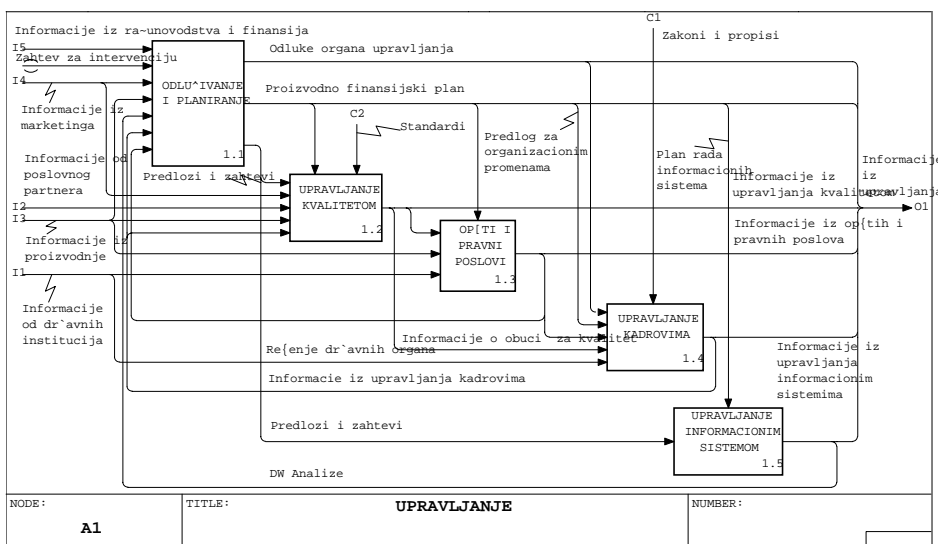 C1
Informacije iz ra~unovodstva i finansija
Zakoni i propisi
I5
Odluke organa upravljanja
Zahtev za intervenciju
I4
ODLU^IVANJE
I PLANIRANJE
1.1
Proizvodno finansijski plan
Informacije iz
marketinga
C2
Standardi
Predlog za
organizacionim
promenama
Plan rada
informacionih
sistema
Informacije od
poslovnog
partnera
Predlozi i zahtevi
UPRAVLJANJE
KVALITETOM
1.2
Informacije iz
upravljanja kvalitetom
Informacije
iz
upravljanja
I2
O1
I3
OP[TI I
PRAVNI
POSLOVI
1.3
Informacije iz op{tih i
pravnih poslova
Informacije iz
proizvodnje
I1
Informacije
od dr`avnih
institucija
UPRAVLJANJE
KADROVIMA
1.4
Informacije o obuci za kvalitet
Re{enje dr`avnih organa
Informacie iz upravljanja kadrovima
Informacije iz
upravljanja
informacionim
sistemima
Predlozi i zahtevi
UPRAVLJANJE
INFORMACIONIM
SISTEMOM
1.5
DW Analize
NODE:
A1
TITLE:
UPRAVLJANJE
NUMBER: